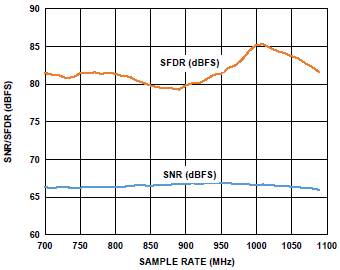 90
85
80
75
70
65
60
SNR/SFDR (dBFS)
SFDR (dBFS)
SNR (dBFS)
700 750 800 850 900 950 1000 1050 1100
SAMPLE RATE (MHz)